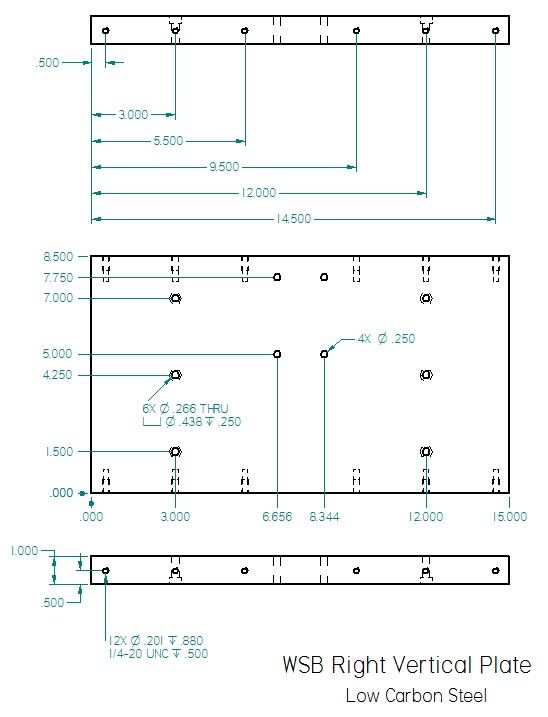 .500
3.000
5.500
9.500
12.000
14.500
8.500
7.750
7.000
5.000
4X Ø .250
4.250
6X Ø .266 THRU
⌴ Ø .438 ↧ .250
1.500
.000
.000 3.000 6.656 8.344 12.000 15.000
1.000
.500
12X Ø .201 ↧ .880
1/4-20 UNC ↧ .500
WSB Right Vertical Plate
Low Carbon Steel